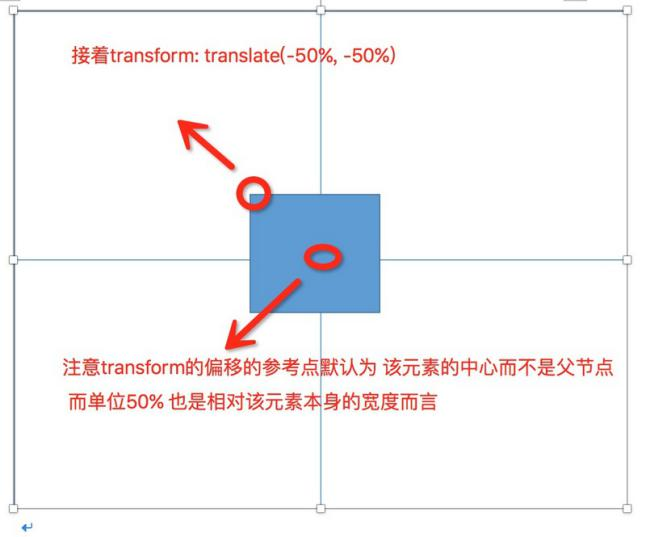 接着transform: translate(-50%, -50%)
注意transform的偏移的参考点默认为 该元素的中心而不是父节点
而单位50% 也是相对该元素本身的宽度而言